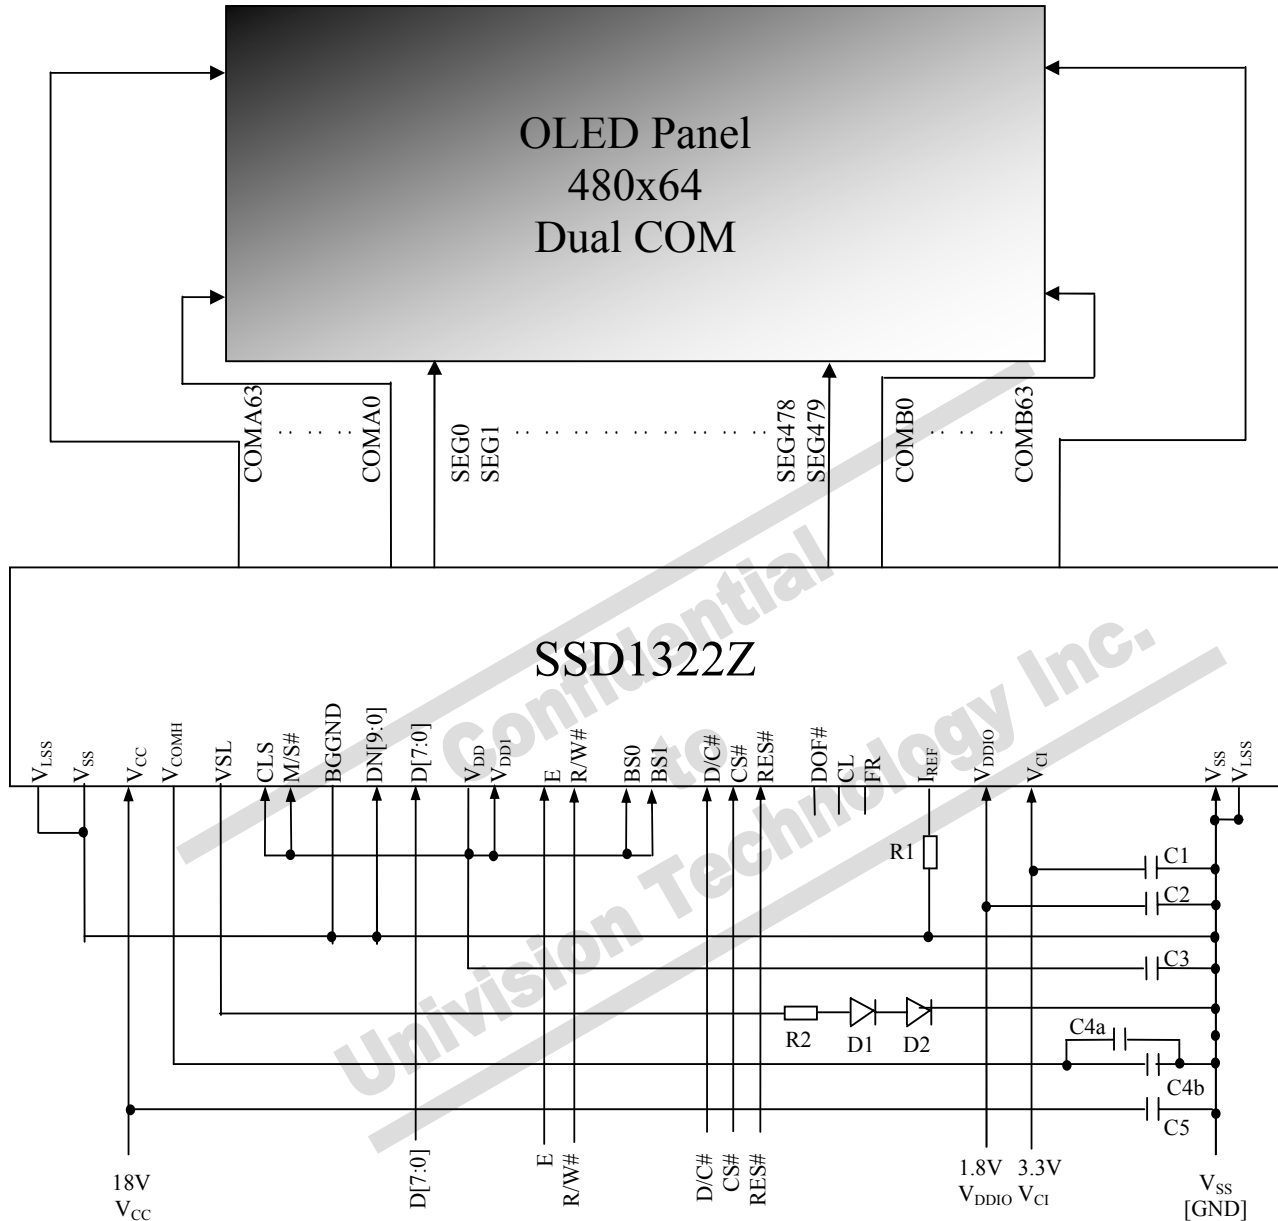 OLED Panel
480x64
Dual COM
COMA63
COMA0
SEG0
SEG1
SEG478
SEG479
COMB0
COMB63
Confidential
to
Univision Technology Inc.
SSD1322Z
VLSS
VSS
VCC
VCOMH
VSL
CLS
M/S#
BGGND
DN[9:0]
D[7:0]
VDD
VDD1
E
R/W#
BS0
BS1
D/C#
CS#
RES#
DOF#
CL
FR
IREF
VDDIO
VCI
VSS
VLSS
R1
C1
C2
C3
R2
D1
D2
C4a
C4b
C5
18V
VCC
D[7:0]
E
R/W#
D/C#
CS#
RES#
1.8V
VDDIO
3.3V
VCI
VSS
[GND]